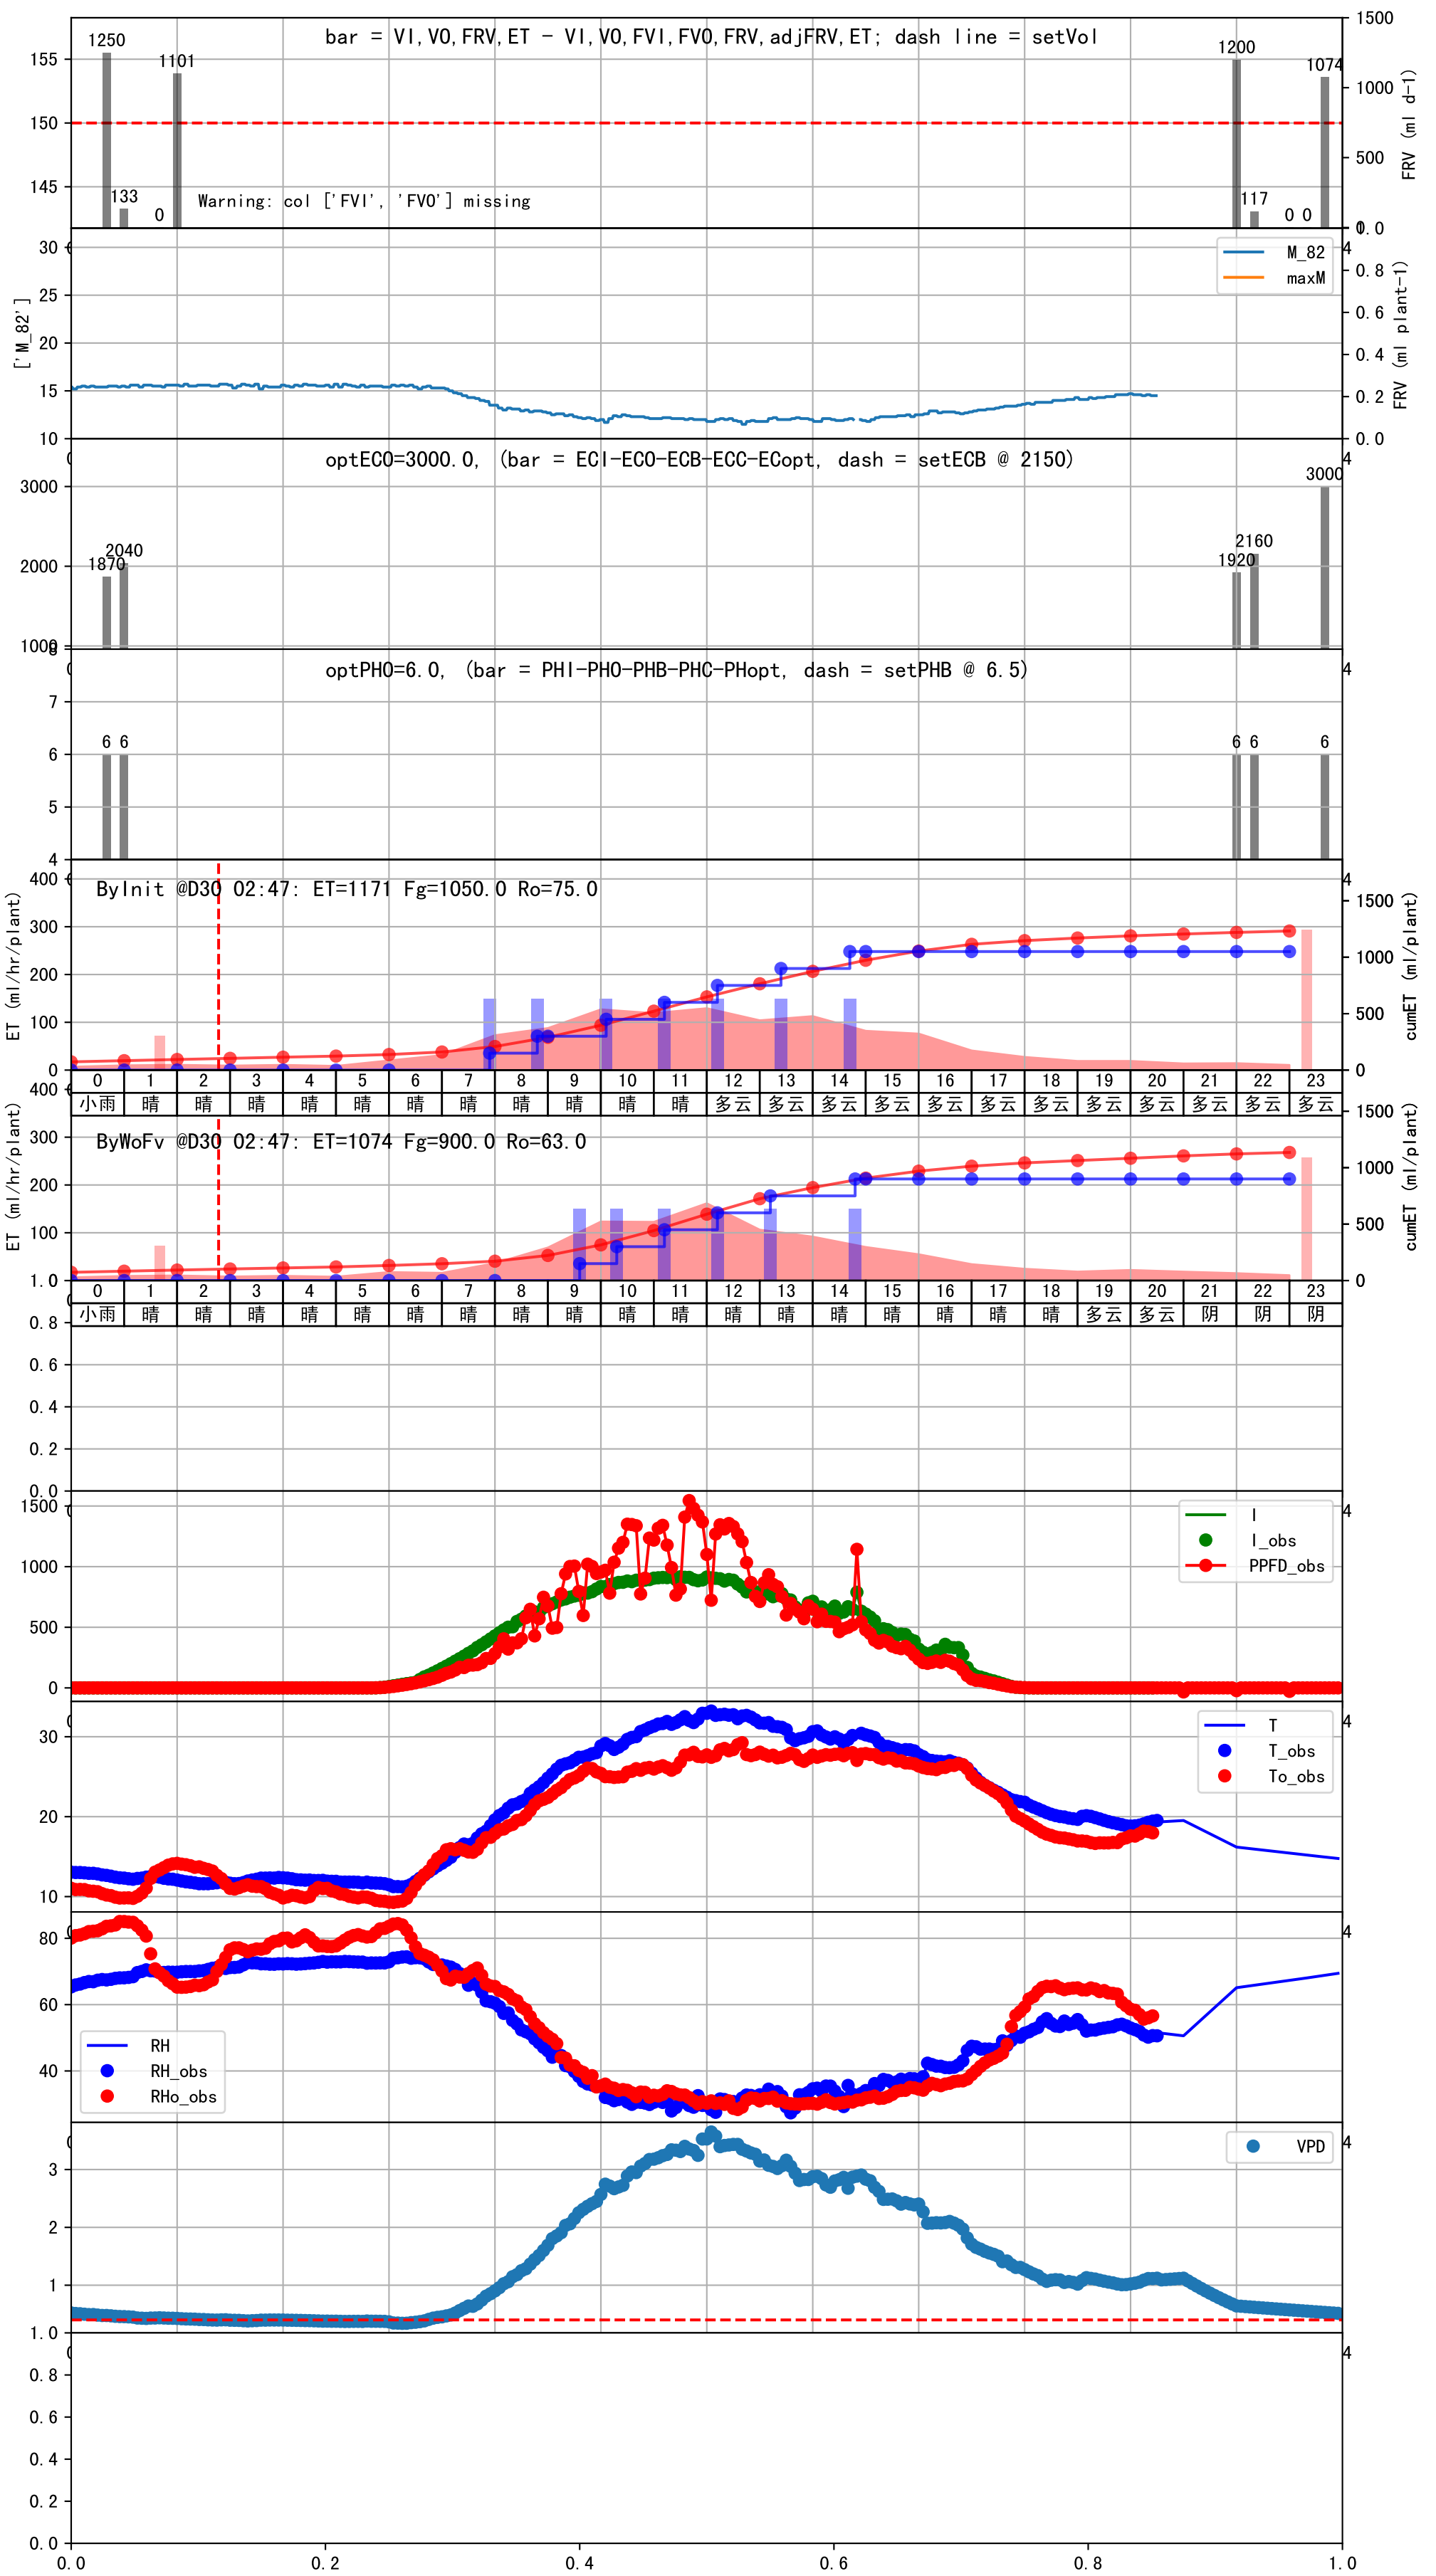 bar = VI,VO,FRV,ET - VI,VO,FVI,FVO,FRV,adjFRV,ET; dash line = setVol
1250
133
0
1101
1200
117
0 0
1074
Warning: col ['FVI', 'FVO'] missing
155
150
145
1500
1000
500
0
FRV (ml d-1)
30
25
20
15
10
['M_82']
M_82
maxM
1.0
0.8
0.6
0.4
0.2
0.0
FRV (ml plant-1)
optECO=3000.0, (bar = ECI-ECO-ECB-ECC-ECopt, dash = setECB @ 2150)
3000
2000
1000
1870
2040
1920
2160
3000
optPHO=6.0, (bar = PHI-PHO-PHB-PHC-PHopt, dash = setPHB @ 6.5)
8
7
6
5
4
6 6
6 6
6
ByInit @D30 02:47: ET=1171 Fg=1050.0 Ro=75.0
400
300
200
100
0
ET (ml/hr/plant)
1500
1000
500
0
cumET (ml/plant)
0 1 2 3 4 5 6 7 8 9 10 11 12 13 14 15 16 17 18 19 20 21 22 23
小雨 晴 晴 晴 晴 晴 晴 晴 晴 晴 晴 晴 多云 多云 多云 多云 多云 多云 多云 多云 多云 多云 多云 多云
ByWoFv @D30 02:47: ET=1074 Fg=900.0 Ro=63.0
400
300
200
100
ET (ml/hr/plant)
1500
1000
500
0
cumET (ml/plant)
0 1 2 3 4 5 6 7 8 9 10 11 12 13 14 15 16 17 18 19 20 21 22 23
小雨 晴 晴 晴 晴 晴 晴 晴 晴 晴 晴 晴 晴 晴 晴 晴 晴 晴 晴 多云 多云 阴 阴 阴
1.0
0.8
0.6
0.4
0.2
0.0
1500
1000
500
0
I
I_obs
PPFD_obs
30
20
10
T
T_obs
To_obs
80
60
40
RH
RH_obs
RHo_obs
3
2
1
VPD
1.0
0.8
0.6
0.4
0.2
0.0
0.0 0.2 0.4 0.6 0.8 1.0